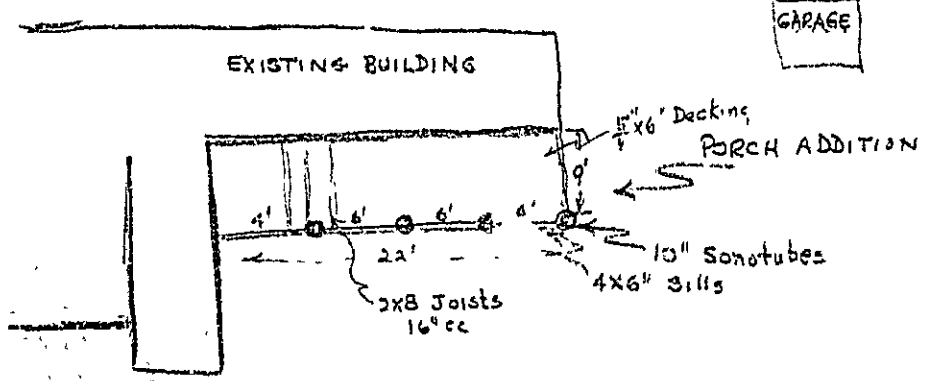 GARAGE
EXISTING BUILDING
5/4"x6" Decking
PORCH ADDITION
9'
4'
6'
6'
22'
10" Sonotubes
4x6" Sills
2x8 Joists
16" cc